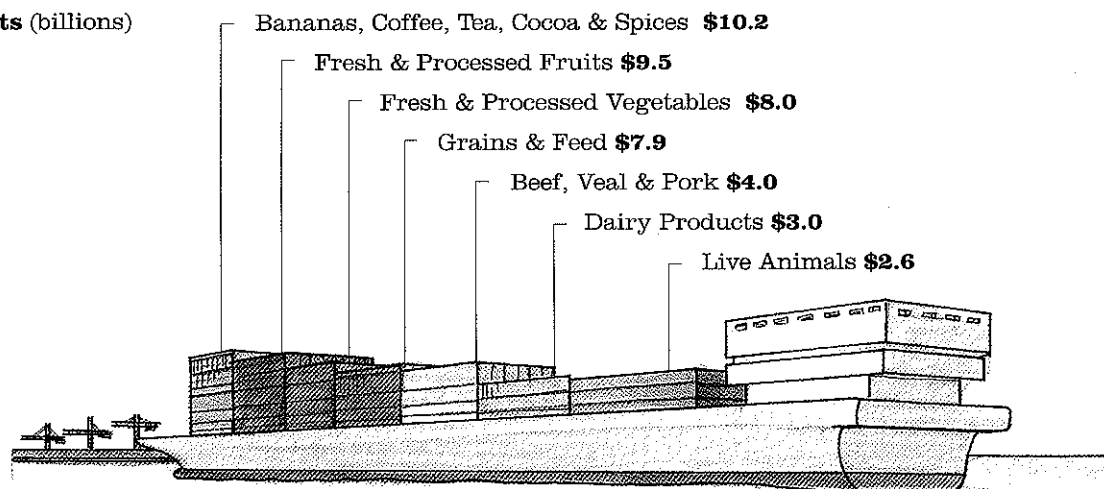 ts (billions)
Bananas, Coffee, Tea, Cocoa & Spices $10.2
Fresh & Processed Fruits $9.5
Fresh & Processed Vegetables $8.0
Grains & Feed $7.9
Beef, Veal & Pork $4.0
Dairy Products $3.0
Live Animals $2.6